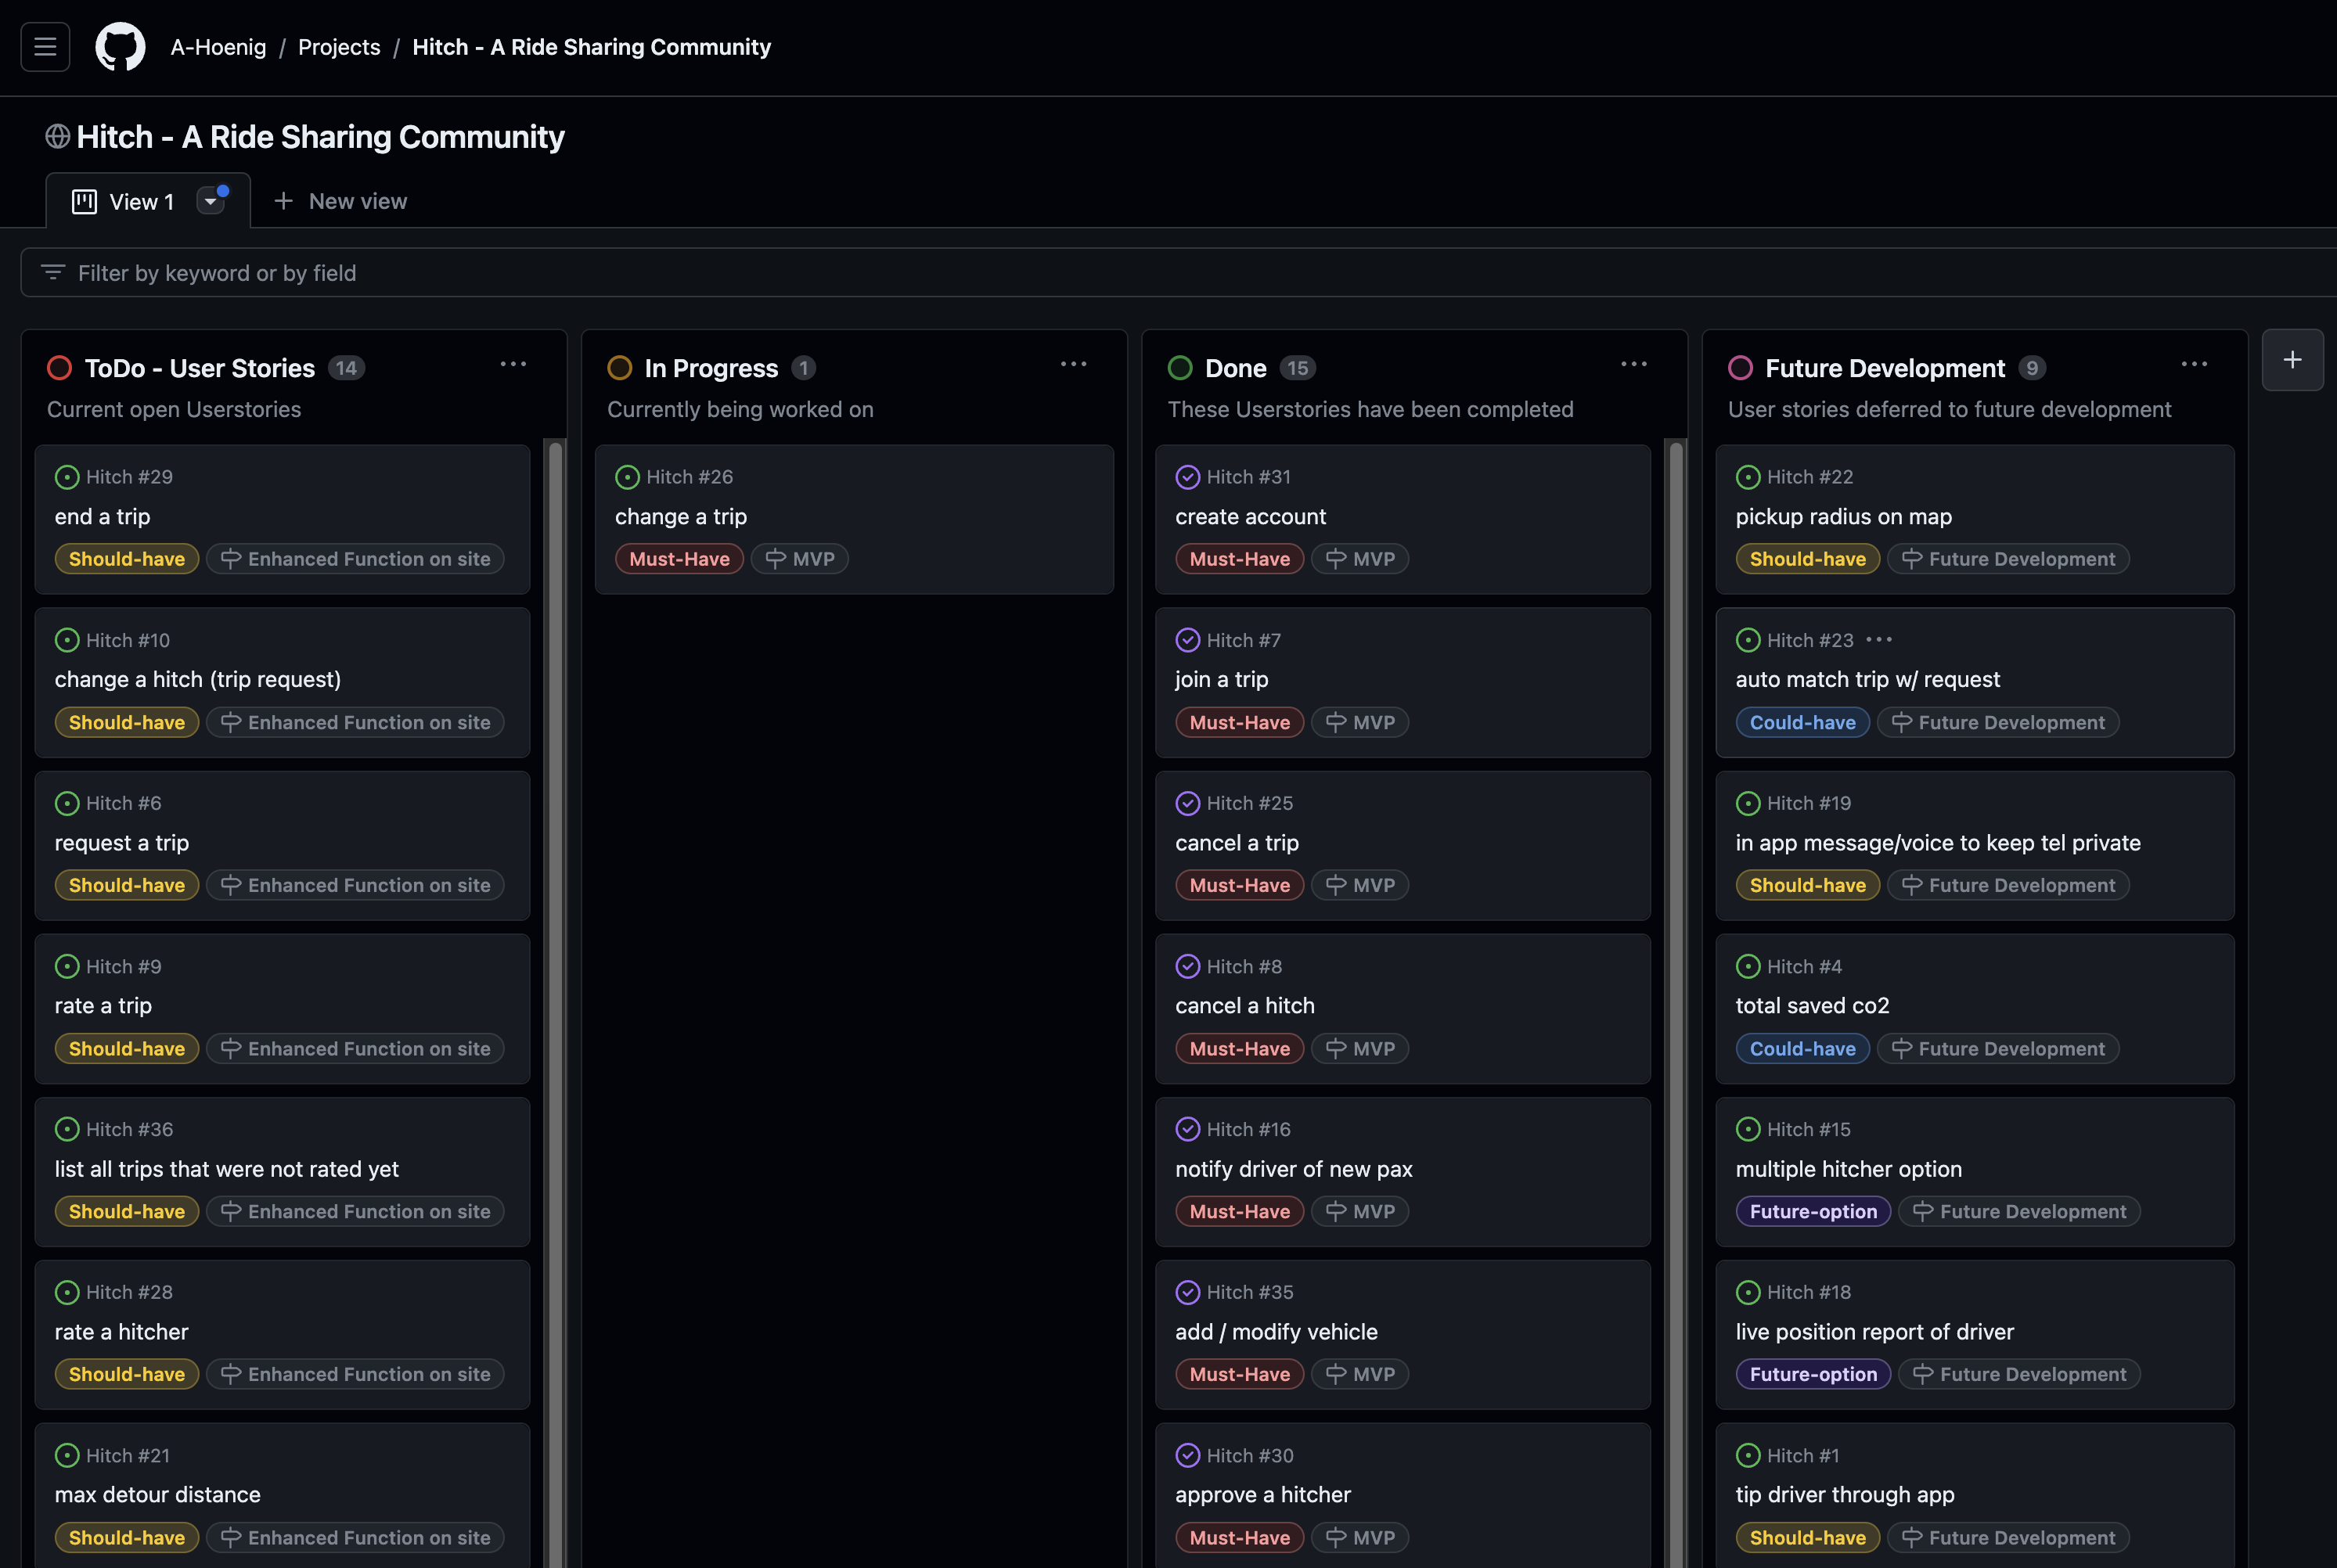 A-Hoenig / Projects / Hitch - A Ride Sharing Community
Hitch - A Ride Sharing Community
View 1
New view
Filter by keyword or by field
ToDo - User Stories 14
Current open Userstories
Hitch #29
end a trip
Should-have Enhanced Function on site
Hitch #10
change a hitch (trip request)
Should-have Enhanced Function on site
Hitch #6
request a trip
Should-have Enhanced Function on site
Hitch #9
rate a trip
Should-have Enhanced Function on site
Hitch #36
list all trips that were not rated yet
Should-have Enhanced Function on site
Hitch #28
rate a hitcher
Should-have Enhanced Function on site
Hitch #21
max detour distance
Should-have Enhanced Function on site
In Progress 1
Currently being worked on
Hitch #26
change a trip
Must-Have MVP
Done 15
These Userstories have been completed
Hitch #31
create account
Must-Have MVP
Hitch #7
join a trip
Must-Have MVP
Hitch #25
cancel a trip
Must-Have MVP
Hitch #8
cancel a hitch
Must-Have MVP
Hitch #16
notify driver of new pax
Must-Have MVP
Hitch #35
add / modify vehicle
Must-Have MVP
Hitch #30
approve a hitcher
Must-Have MVP
Future Development 9
User stories deferred to future development
Hitch #22
pickup radius on map
Should-have Future Development
Hitch #23
auto match trip w/ request
Could-have Future Development
Hitch #19
in app message/voice to keep tel private
Should-have Future Development
Hitch #4
total saved co2
Could-have Future Development
Hitch #15
multiple hitcher option
Future-option Future Development
Hitch #18
live position report of driver
Future-option Future Development
Hitch #1
tip driver through app
Should-have Future Development